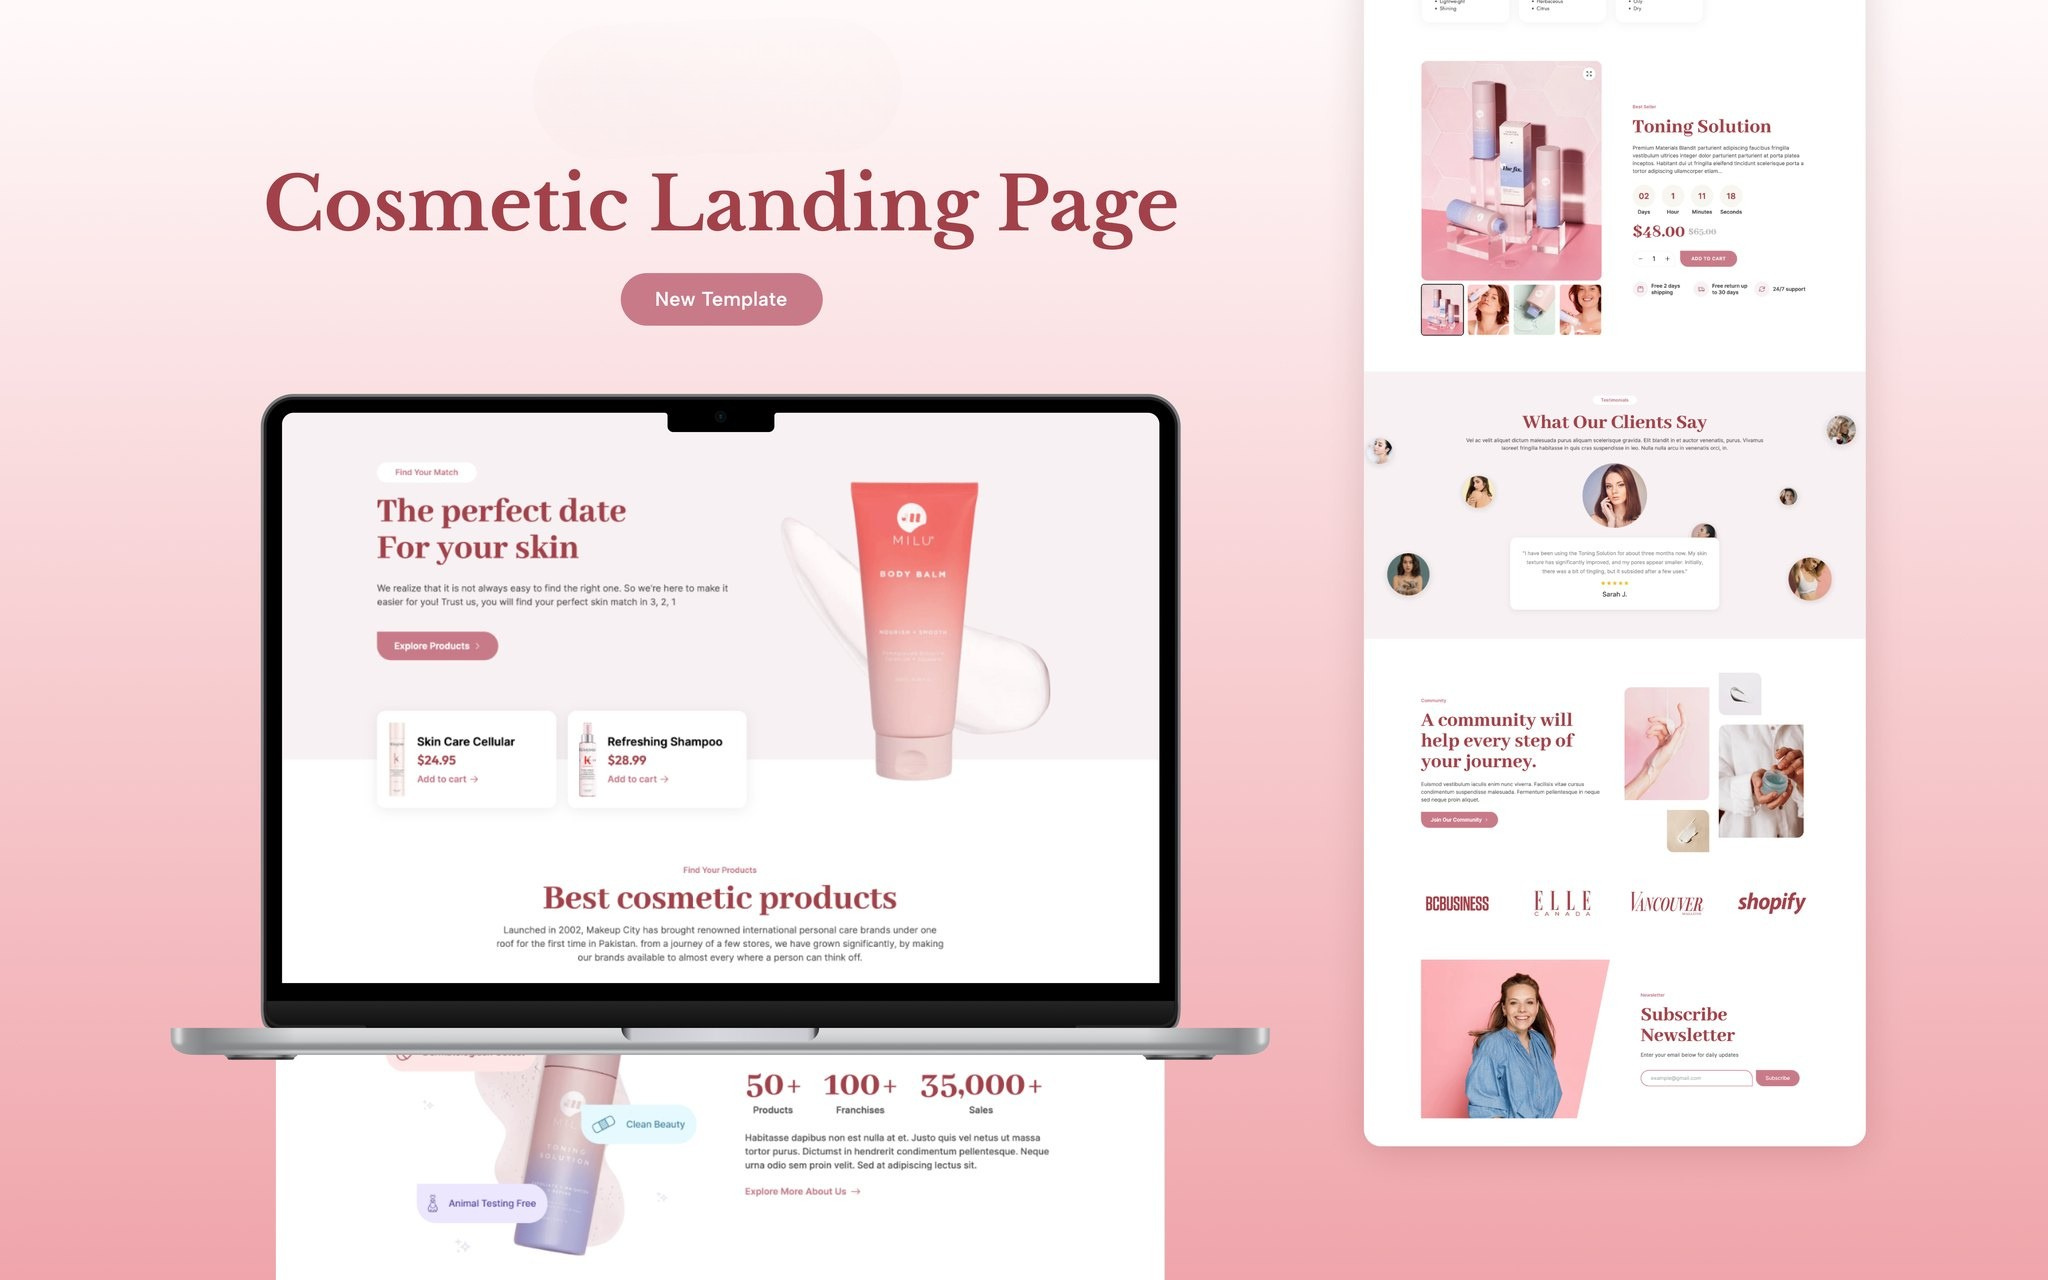 Cosmetic Landing Page
New Template
Find Your Match
The perfect date
For your skin
We realize that it is not always easy to find the right one. So we're here to make it
easier for you! Trust us, you will find your perfect skin match in 3, 2, 1
Explore Products
MILU
BODY BALM
NOURISH + SMOOTH
Skin Care Cellular
$24.95
Add to cart →
Refreshing Shampoo
$28.99
Add to cart →
Find Your Products
Best cosmetic products
Launched in 2002, Makeup City has brought renowned international personal care brands under one
roof for the first time in Pakistan. from a journey of a few stores, we have grown significantly, by making
our brands available to almost every where a person can think off.
MILU
TONING
SOLUTION
Clean Beauty
Animal Testing Free
50+
Products
100+
Franchises
35,000+
Sales
Habitasse dapibus non est nulla at et. Justo quis vel netus ut massa
tortor purus. Dictumst in hendrerit condimentum pellentesque. Neque
urna odio sem proin velit. Sed at adipiscing lectus sit.
Explore More About Us →
• Lightweight
• Shining
• Herbaceous
• Citrus
• Oily
• Dry
the fix.
Best Seller
Toning Solution
Premium Materials Blendit parturient adipiscing faucibus fringilla
vestibulum ultrices integer dolor parturient parturient at porta platea
inceptos. Habitant dui ut fringilla eleifend tincidunt scelerisque porta a
tortor adipiscing ullamcorper etiam...
02
Days
1
Hour
11
Minutes
18
Seconds
$48.00 $65.00
− 1 +
ADD TO CART
Free 2 days
shipping
Free return up
to 30 days
24/7 support
Testimonials
What Our Clients Say
Vel ac velit aliquet dictum malesuada purus aliquam scelerisque gravida. Elit blandit in et auctor venenatis, purus. Vivamus
laoreet fringilla habitasse in quis cras suspendisse in leo. Nulla nulla arcu in venenatis orci, in.
"I have been using the Toning Solution for about three months now. My skin
texture has significantly improved, and my pores appear smaller. Initially,
there was a bit of tingling, but it subsided after a few uses."
Sarah J.
Community
A community will
help every step of
your journey.
Euismod vestibulum iaculis enim nunc viverra. Facilisis vitae cursus
condimentum suspendisse malesuada. Fermentum pellentesque in neque
sed neque proin aliquet.
Join Our Community
BCBUSINESS
ELLE
CANADA
VANCOUVER
MAGAZINE
shopify
Newsletter
Subscribe
Newsletter
Enter your email below for daily updates
example@gmail.com
Subscribe